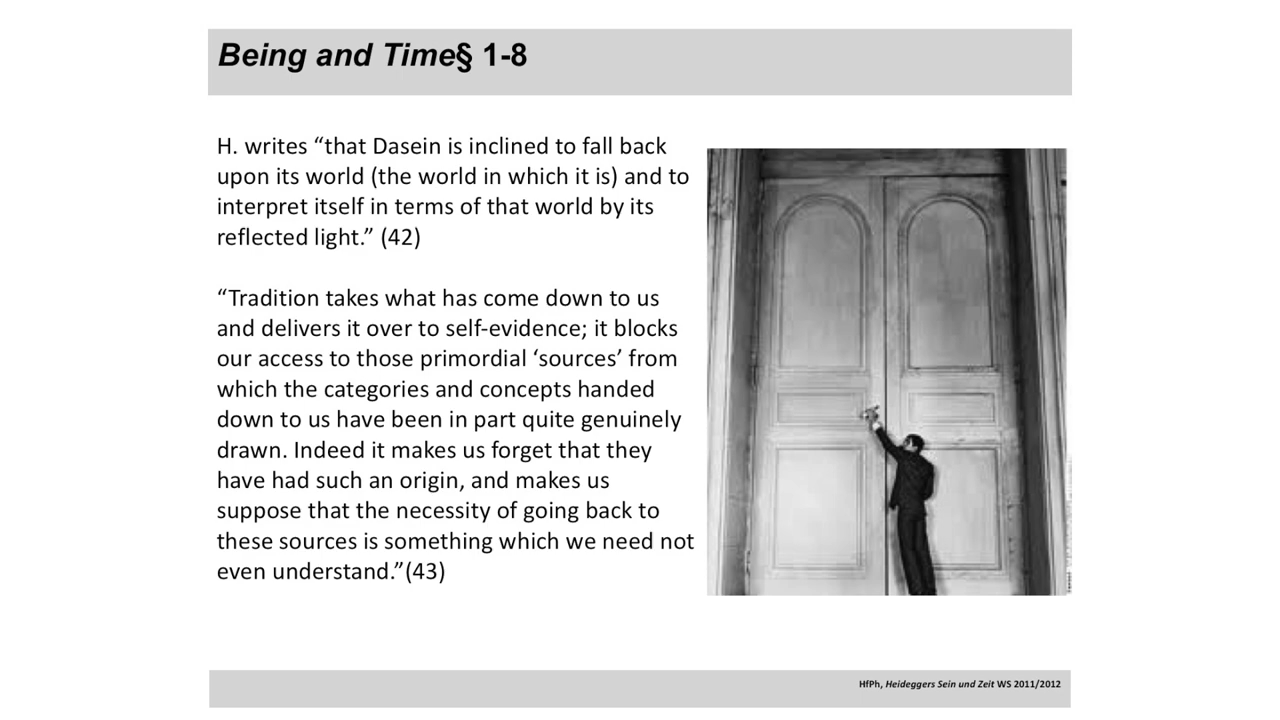 Being and Time§ 1-8
H. writes “that Dasein is inclined to fall back
upon its world (the world in which it is) and to
interpret itself in terms of that world by its
reflected light.” (42)
“Tradition takes what has come down to us
and delivers it over to self-evidence; it blocks
our access to those primordial ‘sources’ from
which the categories and concepts handed
down to us have been in part quite genuinely
drawn. Indeed it makes us forget that they
have had such an origin, and makes us
suppose that the necessity of going back to
these sources is something which we need not
even understand.”(43)
HfPh, Heideggers Sein und Zeit WS 2011/2012